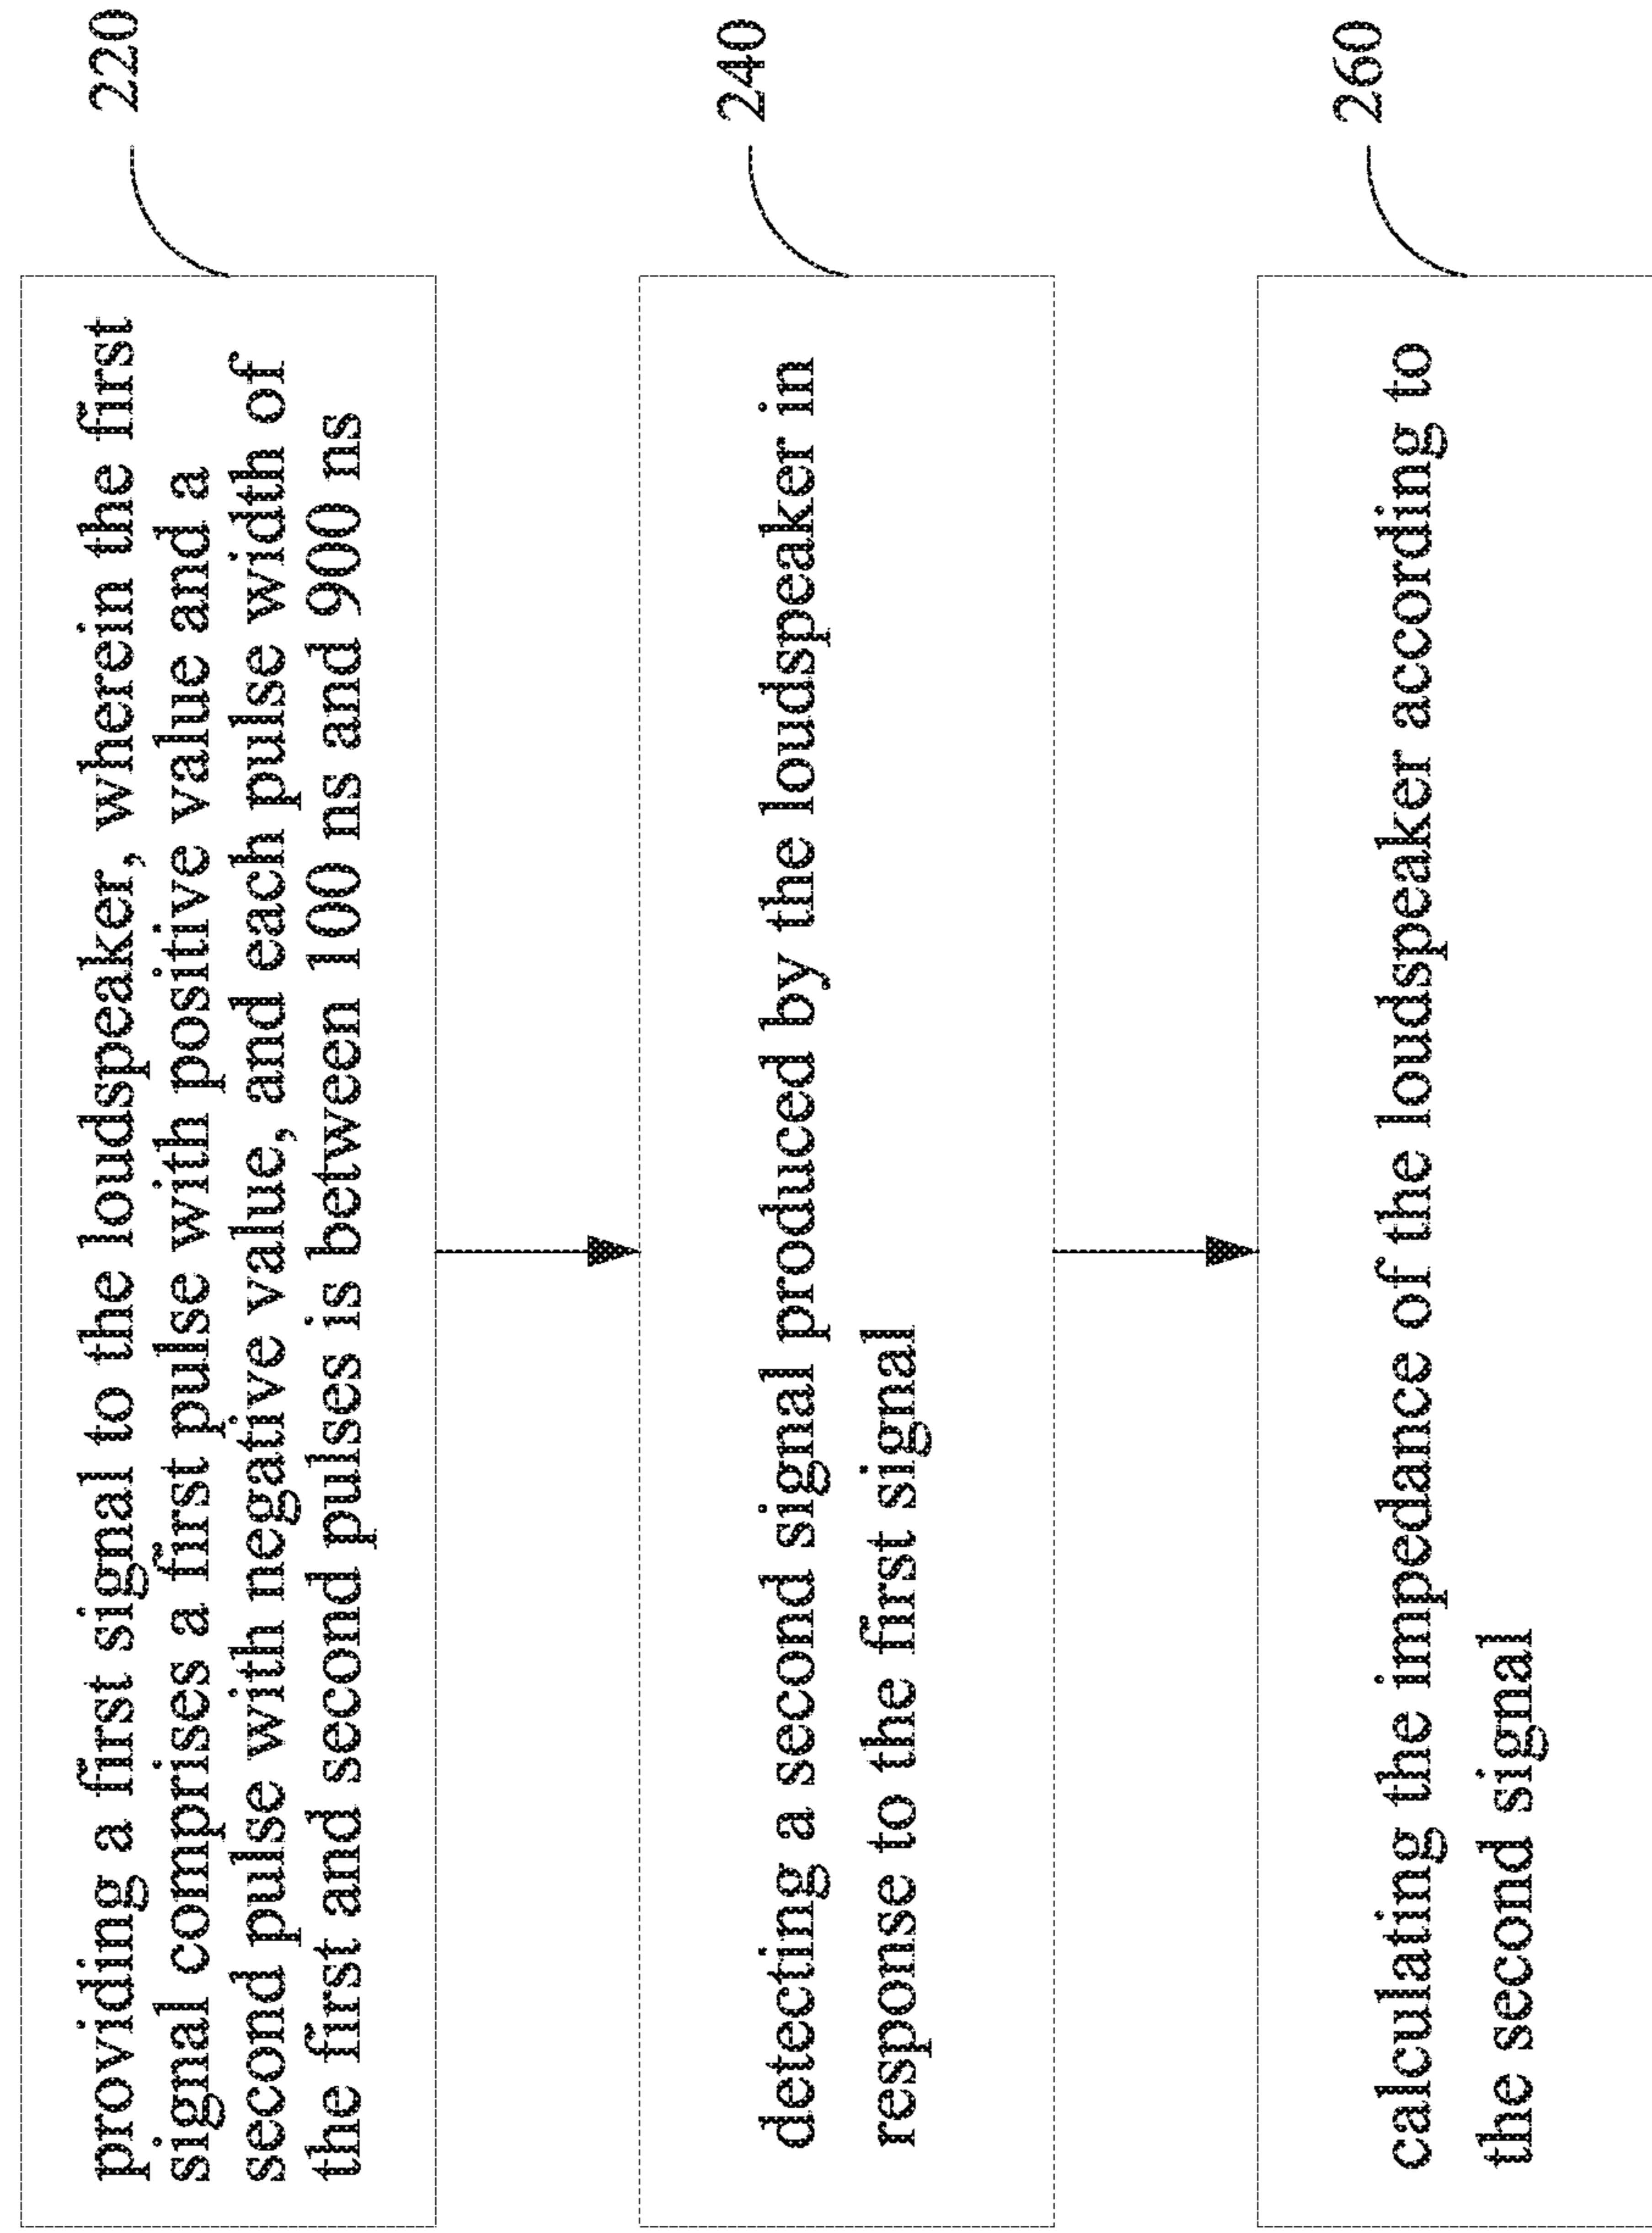 providing a first signal to the loudspeaker, wherein the first
signal comprises a first pulse with positive value and a
second pulse with negative value, and each pulse width of
the first and second pulses is between 100 ns and 900 ns
220
detecting a second signal produced by the loudspeaker in
response to the first signal
240
calculating the impedance of the loudspeaker according to
the second signal
260